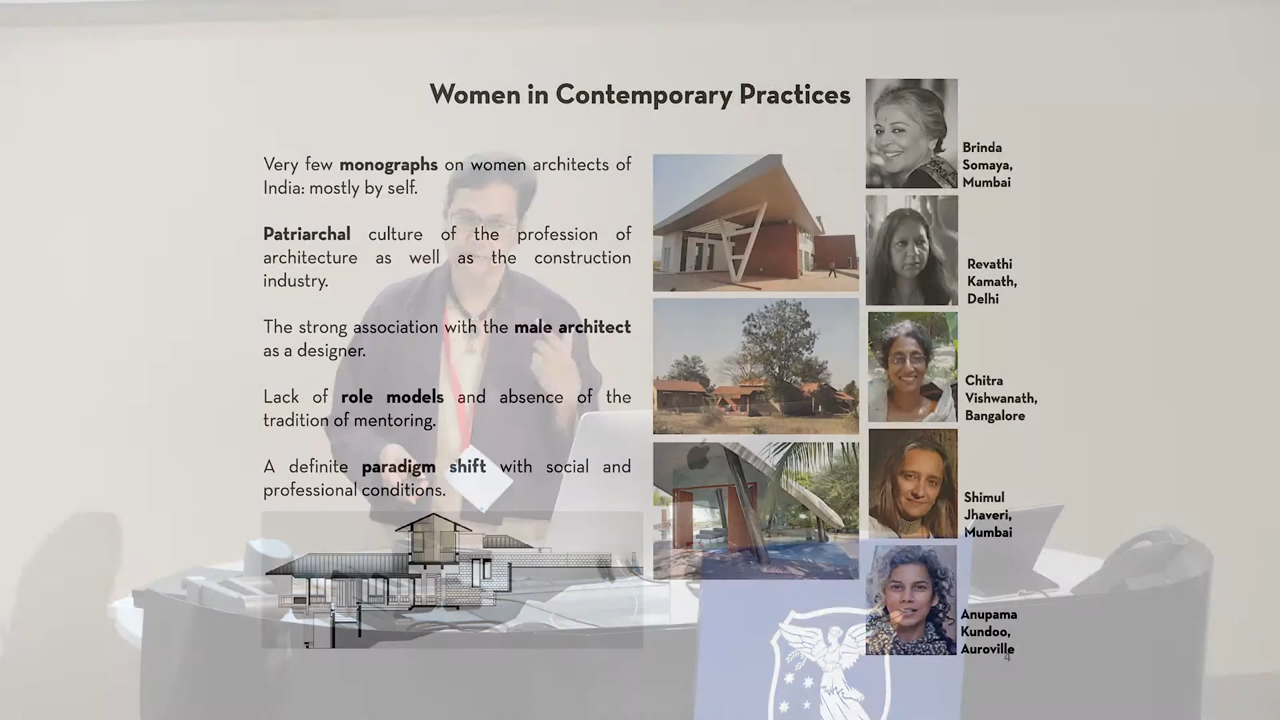 Women in Contemporary Practices
Very few monographs on women architects of
India: mostly by self.
Patriarchal culture of the profession of
architecture as well as the construction
industry.
The strong association with the male architect
as a designer.
Lack of role models and absence of the
tradition of mentoring.
A definite paradigm shift with social and
professional conditions.
Brinda
Somaya,
Mumbai
Revathi
Kamath,
Delhi
Chitra
Vishwanath,
Bangalore
Shimul
Jhaveri,
Mumbai
Anupama
Kundoo,
Auroville
4